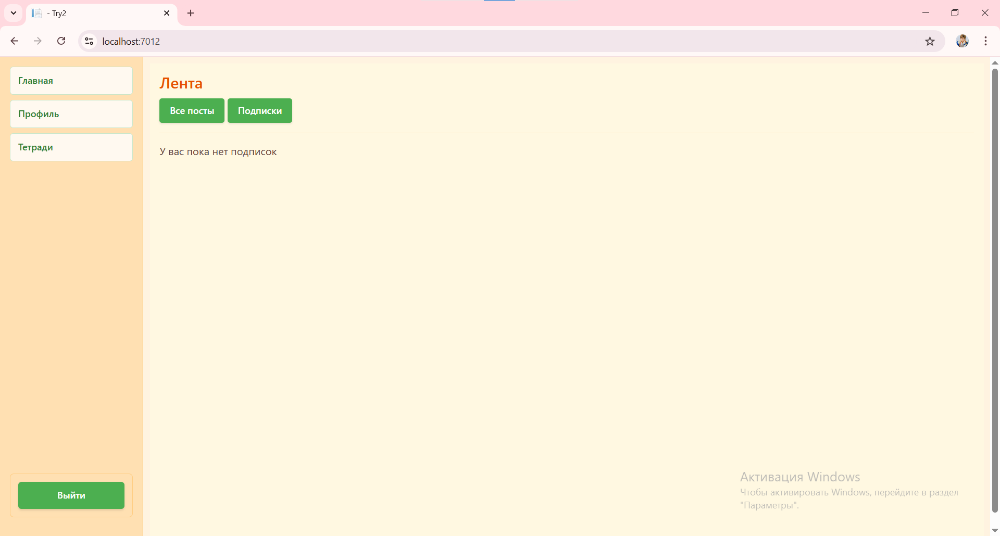 - Try2
localhost:7012
Главная
Профиль
Тетради
Выйти
Лента
Все посты Подписки
У вас пока нет подписок
Активация Windows
Чтобы активировать Windows, перейдите в раздел
"Параметры".